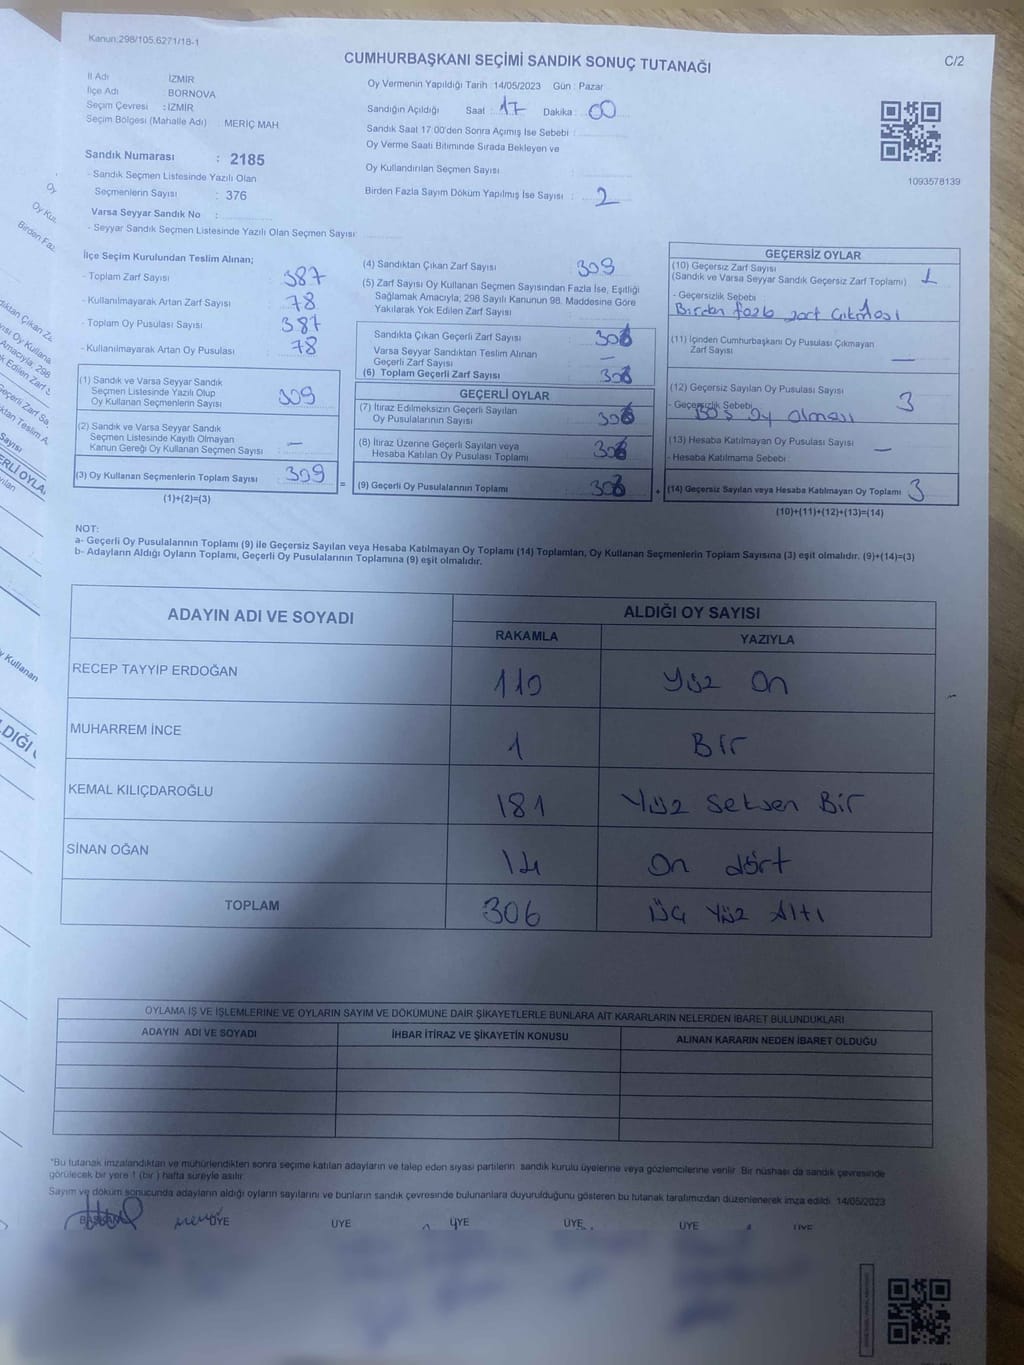 Kanun:298/105.6271/18-1
CUMHURBAŞKANI SEÇİMİ SANDIK SONUÇ TUTANAĞI
C/2
İl Adı İZMİR
İlçe Adı : BORNOVA
Seçim Çevresi : İZMİR
Seçim Bölgesi (Mahalle Adı) : MERİÇ MAH
Oy Vermenin Yapıldığı Tarih : 14/05/2023 Gün : Pazar
Sandığın Açıldığı Saat : 17 Dakika : 00
Sandık Saat 17:00'den Sonra Açımış İse Sebebi :
Oy Verme Saati Bitiminde Sırada Bekleyen ve
Oy Kullandırılan Seçmen Sayısı :
Birden Fazla Sayım Döküm Yapılmış İse Sayısı : 2
1093578139
Sandık Numarası : 2185
- Sandık Seçmen Listesinde Yazılı Olan
Seçmenlerin Sayısı : 376
Varsa Seyyar Sandık No :
- Seyyar Sandık Seçmen Listesinde Yazılı Olan Seçmen Sayısı:
İlçe Seçim Kurulundan Teslim Alınan;
- Toplam Zarf Sayısı : 387
- Kullanılmayarak Artan Zarf Sayısı : 78
- Toplam Oy Pusulası Sayısı : 387
- Kullanılmayarak Artan Oy Pusulası : 78
(1) Sandık ve Varsa Seyyar Sandık
Seçmen Listesinde Yazılı Olup
Oy Kullanan Seçmenlerin Sayısı : 309
(2) Sandık ve Varsa Seyyar Sandık
Seçmen Listesinde Kayıtlı Olmayan
Kanun Gereği Oy Kullanan Seçmen Sayısı : —
(3) Oy Kullanan Seçmenlerin Toplam Sayısı : 309
(1)+(2)=(3)
(4) Sandıktan Çıkan Zarf Sayısı : 309
(5) Zarf Sayısı Oy Kullanan Seçmen Sayısından Fazla İse, Eşitliği
Sağlamak Amacıyla, 298 Sayılı Kanunun 98. Maddesine Göre
Yakılarak Yok Edilen Zarf Sayısı :
Sandıkta Çıkan Geçerli Zarf Sayısı : 308
Varsa Seyyar Sandıktan Teslim Alınan
Geçerli Zarf Sayısı : —
(6) Toplam Geçerli Zarf Sayısı : 308
GEÇERLİ OYLAR
(7) İtiraz Edilmeksizin Geçerli Sayılan
Oy Pusulalarının Sayısı : 306
(8) İtiraz Üzerine Geçerli Sayılan veya
Hesaba Katılan Oy Pusulası Toplamı : 306
= (9) Geçerli Oy Pusulalarının Toplamı : 306 +
GEÇERSİZ OYLAR
(10) Geçersiz Zarf Sayısı
(Sandık ve Varsa Seyyar Sandık Geçersiz Zarf Toplamı) : 1
- Geçersizlik Sebebi :
Birden fazla zarf çıkması
(11) İçinden Cumhurbaşkanı Oy Pusulası Çıkmayan
Zarf Sayısı : —
(12) Geçersiz Sayılan Oy Pusulası Sayısı : 3
- Geçersizlik Sebebi
Boş oy olması
(13) Hesaba Katılmayan Oy Pusulası Sayısı : —
- Hesaba Katılmama Sebebi :
(14) Geçersiz Sayılan veya Hesaba Katılmayan Oy Toplamı : 3
(10)+(11)+(12)+(13)=(14)
NOT:
a- Geçerli Oy Pusulalarının Toplamı (9) ile Geçersiz Sayılan veya Hesaba Katılmayan Oy Toplamı (14) Toplamları, Oy Kullanan Seçmenlerin Toplam Sayısına (3) eşit olmalıdır. (9)+(14)=(3)
b- Adayların Aldığı Oyların Toplamı, Geçerli Oy Pusulalarının Toplamına (9) eşit olmalıdır.
ADAYIN ADI VE SOYADI ALDIĞI OY SAYISI
RAKAMLA YAZIYLA
RECEP TAYYİP ERDOĞAN 110 Yüz On
MUHARREM İNCE 1 Bir
KEMAL KILIÇDAROĞLU 181 Yüz Seksen Bir
SİNAN OĞAN 14 On dört
TOPLAM 306 Üç Yüz Altı
OYLAMA İŞ VE İŞLEMLERİNE VE OYLARIN SAYIM VE DÖKÜMÜNE DAİR ŞİKAYETLERLE BUNLARA AİT KARARLARIN NELERDEN İBARET BULUNDUKLARI
ADAYIN ADI VE SOYADI İHBAR İTİRAZ VE ŞİKAYETİN KONUSU ALINAN KARARIN NEDEN İBARET OLDUĞU
*Bu tutanak imzalandıktan ve mühürlendikten sonra seçime katılan adayların ve talep eden siyasi partilerin sandık kurulu üyelerine veya gözlemcilerine verilir. Bir nüshası da sandık çevresinde
görülecek bir yere 1 (bir) hafta süreyle asılır.
Sayım ve döküm sonucunda adayların aldığı oyların sayılarını ve bunların sandık çevresinde bulunanlara duyurulduğunu gösteren bu tutanak tarafımızdan düzenlenerek imza edildi. 14/05/2023
BAŞKAN ÜYE ÜYE ÜYE ÜYE ÜYE ÜYE